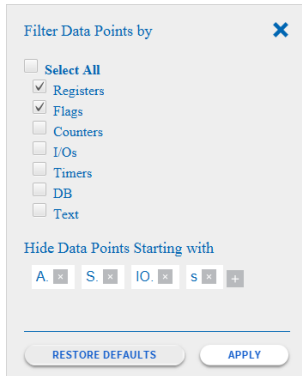 Filter Data Points by
Select All
Registers
Flags
Counters
I/Os
Timers
DB
Text
Hide Data Points Starting with
A. × S. × IO. × s × +
RESTORE DEFAULTS APPLY